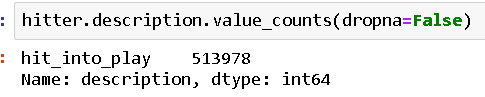 : hitter.description.value_counts(dropna=False)
: hit_into_play    513978
Name: description, dtype: int64